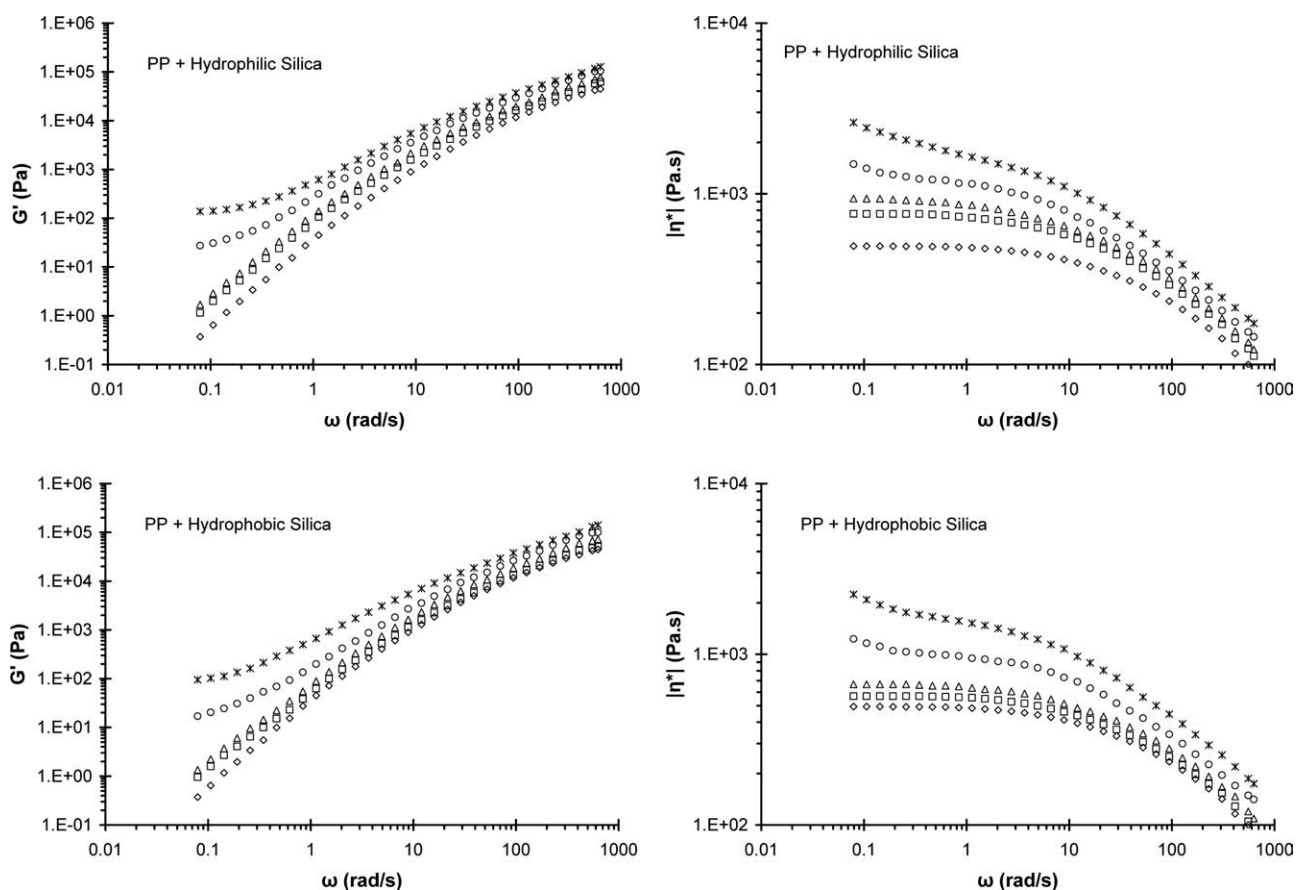 1.E+06
1.E+05
1.E+04
1.E+03
1.E+02
1.E+01
1.E+00
1.E-01
G' (Pa)
PP + Hydrophilic Silica
0.01
0.1
1
10
100
1000
ω (rad/s)
1.E+04
1.E+03
1.E+02
|η*| (Pa.s)
PP + Hydrophilic Silica
0.01
0.1
1
10
100
1000
ω (rad/s)
1.E+06
1.E+05
1.E+04
1.E+03
1.E+02
1.E+01
1.E+00
1.E-01
G' (Pa)
PP + Hydrophobic Silica
0.01
0.1
1
10
100
1000
ω (rad/s)
1.E+04
1.E+03
1.E+02
|η*| (Pa.s)
PP + Hydrophobic Silica
0.01
0.1
1
10
100
1000
ω (rad/s)